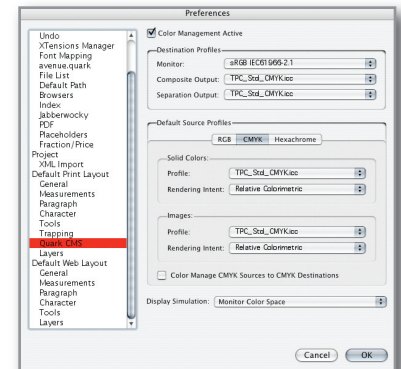 Preferences
Undo
XTensions Manager
Font Mapping
avenue.quark
File List
Default Path
Browsers
Index
Jabberwocky
PDF
Placeholders
Fraction/Price
Project
XML Import
Default Print Layout
General
Measurements
Paragraph
Character
Tools
Trapping
Quark CMS
Layers
Default Web Layout
General
Measurements
Paragraph
Character
Tools
Layers
Color Management Active
Destination Profiles
Monitor: sRGB IEC61966-2.1
Composite Output: TPC_Std_CMYK.icc
Separation Output: TPC_Std_CMYK.icc
Default Source Profiles
RGB CMYK Hexachrome
Solid Colors:
Profile: TPC_Std_CMYK.icc
Rendering Intent: Relative Colorimetric
Images:
Profile: TPC_Std_CMYK.icc
Rendering Intent: Relative Colorimetric
Color Manage CMYK Sources to CMYK Destinations
Display Simulation: Monitor Color Space
Cancel OK